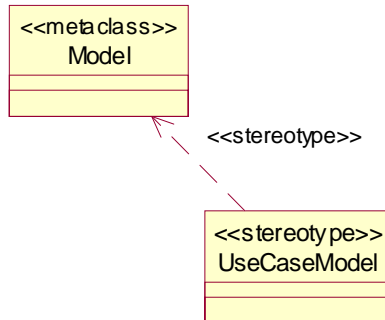 <<metaclass>>
Model
<<stereotype>>
<<stereotype>>
UseCaseModel